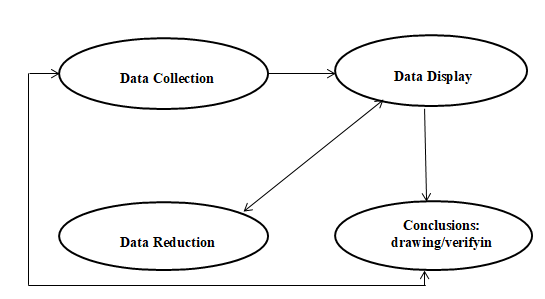 Data Collection
Data Display
Data Reduction
Conclusions:
drawing/verifyin